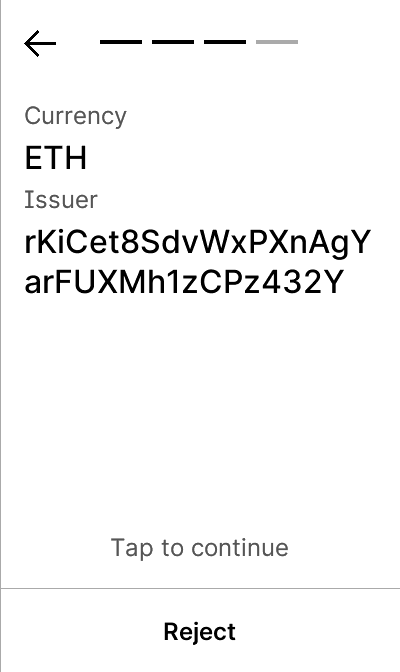 Currency
ETH
Issuer
rKiCet8SdvWxPXnAgY
arFUXMh1zCPz432Y
Tap to continue
Reject